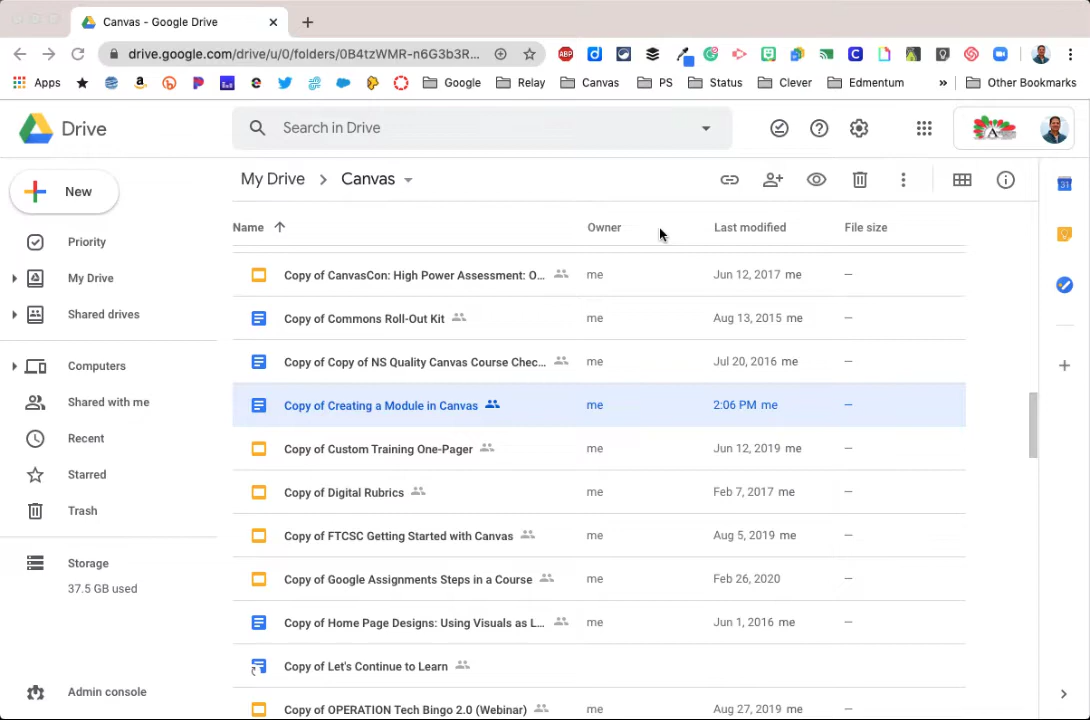 Canvas - Google Drive
drive.google.com/drive/u/0/folders/0B4tzWMR-n6G3b3R...
Apps
Google
Relay
Canvas
PS
Status
Clever
Edmentum
»
Other Bookmarks
Drive
Search in Drive
New
My Drive > Canvas
Name Owner Last modified File size
Priority
My Drive
Shared drives
Computers
Shared with me
Recent
Starred
Trash
Storage
37.5 GB used
Admin console
Copy of CanvasCon: High Power Assessment: O... me Jun 12, 2017 me —
Copy of Commons Roll-Out Kit me Aug 13, 2015 me —
Copy of Copy of NS Quality Canvas Course Chec... me Jul 20, 2016 me —
Copy of Creating a Module in Canvas me 2:06 PM me —
Copy of Custom Training One-Pager me Jun 12, 2019 me —
Copy of Digital Rubrics me Feb 7, 2017 me —
Copy of FTCSC Getting Started with Canvas me Aug 5, 2019 me —
Copy of Google Assignments Steps in a Course me Feb 26, 2020 —
Copy of Home Page Designs: Using Visuals as L... me Jun 1, 2016 me —
Copy of Let's Continue to Learn
Copy of OPERATION Tech Bingo 2.0 (Webinar) me Aug 27, 2019 me —